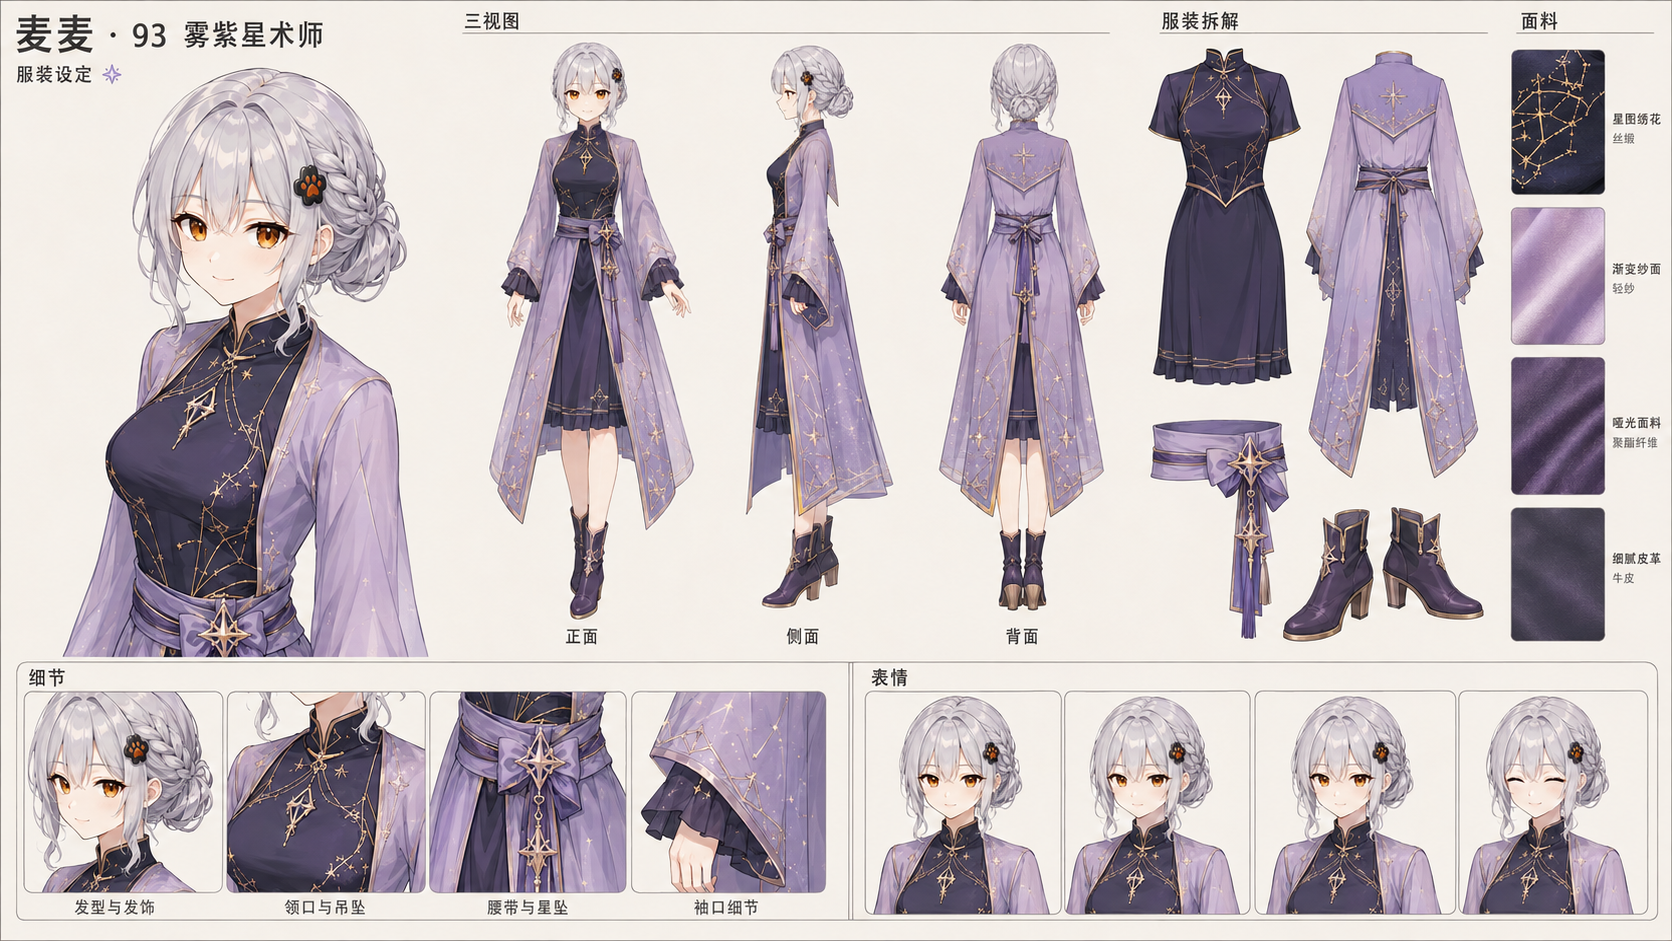 麦麦 · 93 雾紫星术师
服装设定
三视图
正面
侧面
背面
服装拆解
面料
星图绣花
丝缎
渐变纱面
轻纱
哑光面料
聚酯纤维
细腻皮革
牛皮
细节
发型与发饰
领口与吊坠
腰带与星坠
袖口细节
表情